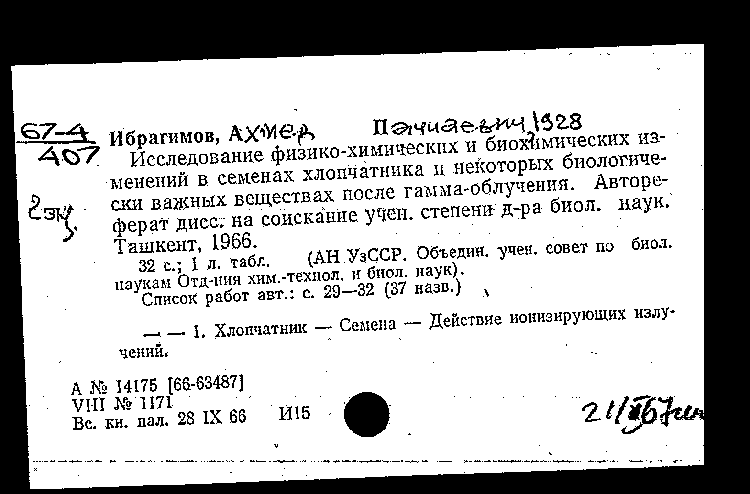 67-4
407
2 экз.
Ибрагимов, Ахмед 1928
Исследование физико-химических и биохимических из-
менений в семенах хлопчатника и некоторых биологиче-
ски важных веществах после гамма-облучения. Авторе-
ферат дисс. на соискание учен. степени д-ра биол. наук.
Ташкент, 1966.
32 с.; 1 л. табл. (АН УзССР. Объедин. учен. совет по биол.
наукам Отд-ния хим.-технол. и биол. наук).
Список работ авт.: с. 29—32 (37 назв.)
— — 1. Хлопчатник — Семена — Действие ионизирующих излу-
чений.
А № 14175 [66-63487]
VIII № 1171
Вс. кн. пал. 28 IX 66 И15